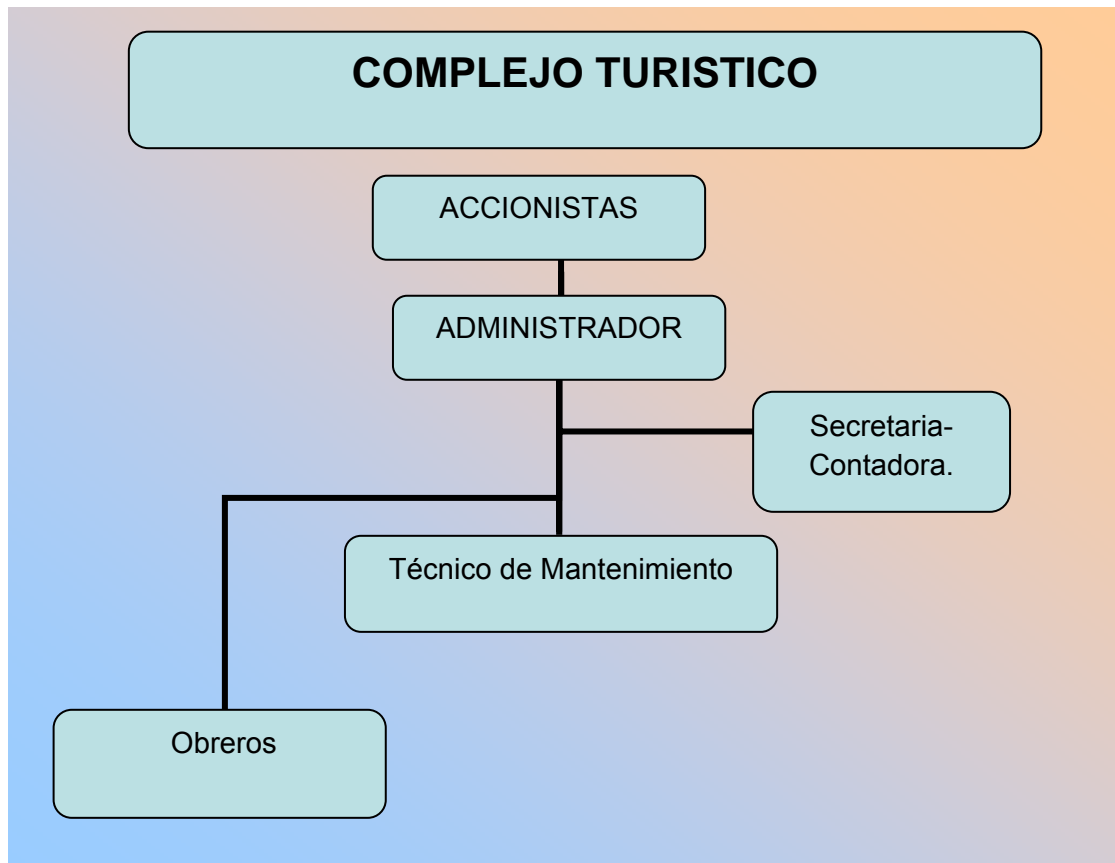 COMPLEJO TURISTICO
ACCIONISTAS
ADMINISTRADOR
Secretaria-
Contadora.
Técnico de Mantenimiento
Obreros